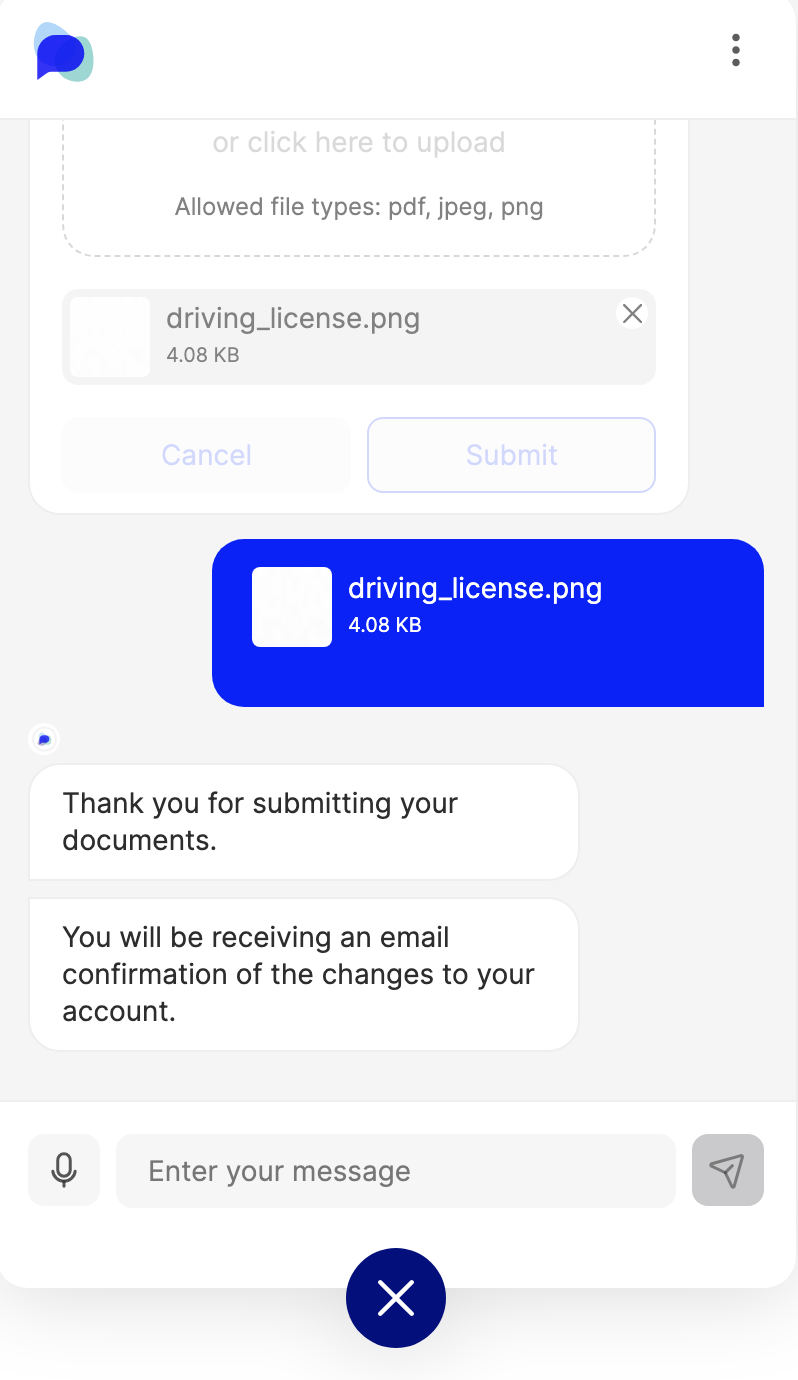 or click here to upload
Allowed file types: pdf, jpeg, png
driving_license.png
4.08 KB
Cancel
Submit
driving_license.png
4.08 KB
Thank you for submitting your
documents.
You will be receiving an email
confirmation of the changes to your
account.
Enter your message